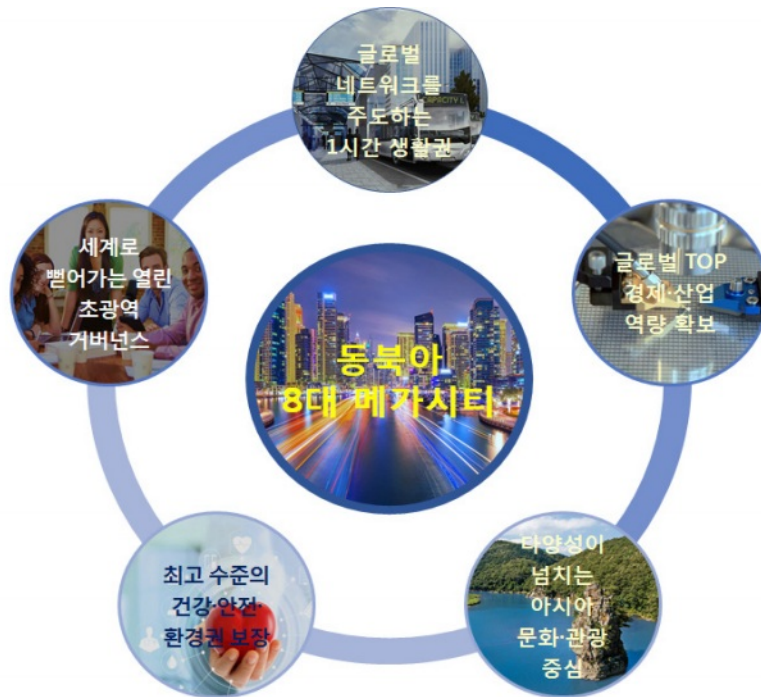 글로벌
네트워크를
주도하는
1시간 생활권
글로벌 TOP
경제·산업
역량 확보
다양성이
넘치는
아시아
문화·관광
중심
최고 수준의
건강·안전·
환경권 보장
세계로
뻗어가는 열린
초광역
거버넌스
동북아
8대 메가시티
CAPACITY L